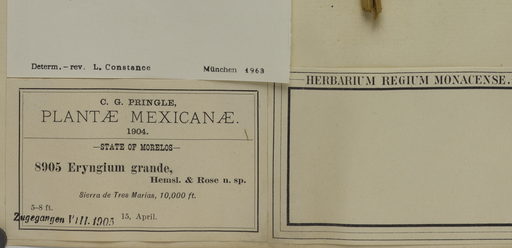 Determ. – rev. L. Constance München 1963
HERBARIUM REGIUM MONACENSE.
C. G. PRINGLE,
PLANTÆ MEXICANÆ.
1904.
—STATE OF MORELOS—
8905 Eryngium grande,
Hemsl. & Rose n. sp.
Sierra de Tres Marias, 10,000 ft.
5–8 ft.
15, April.
Zugegangen VIII. 1905